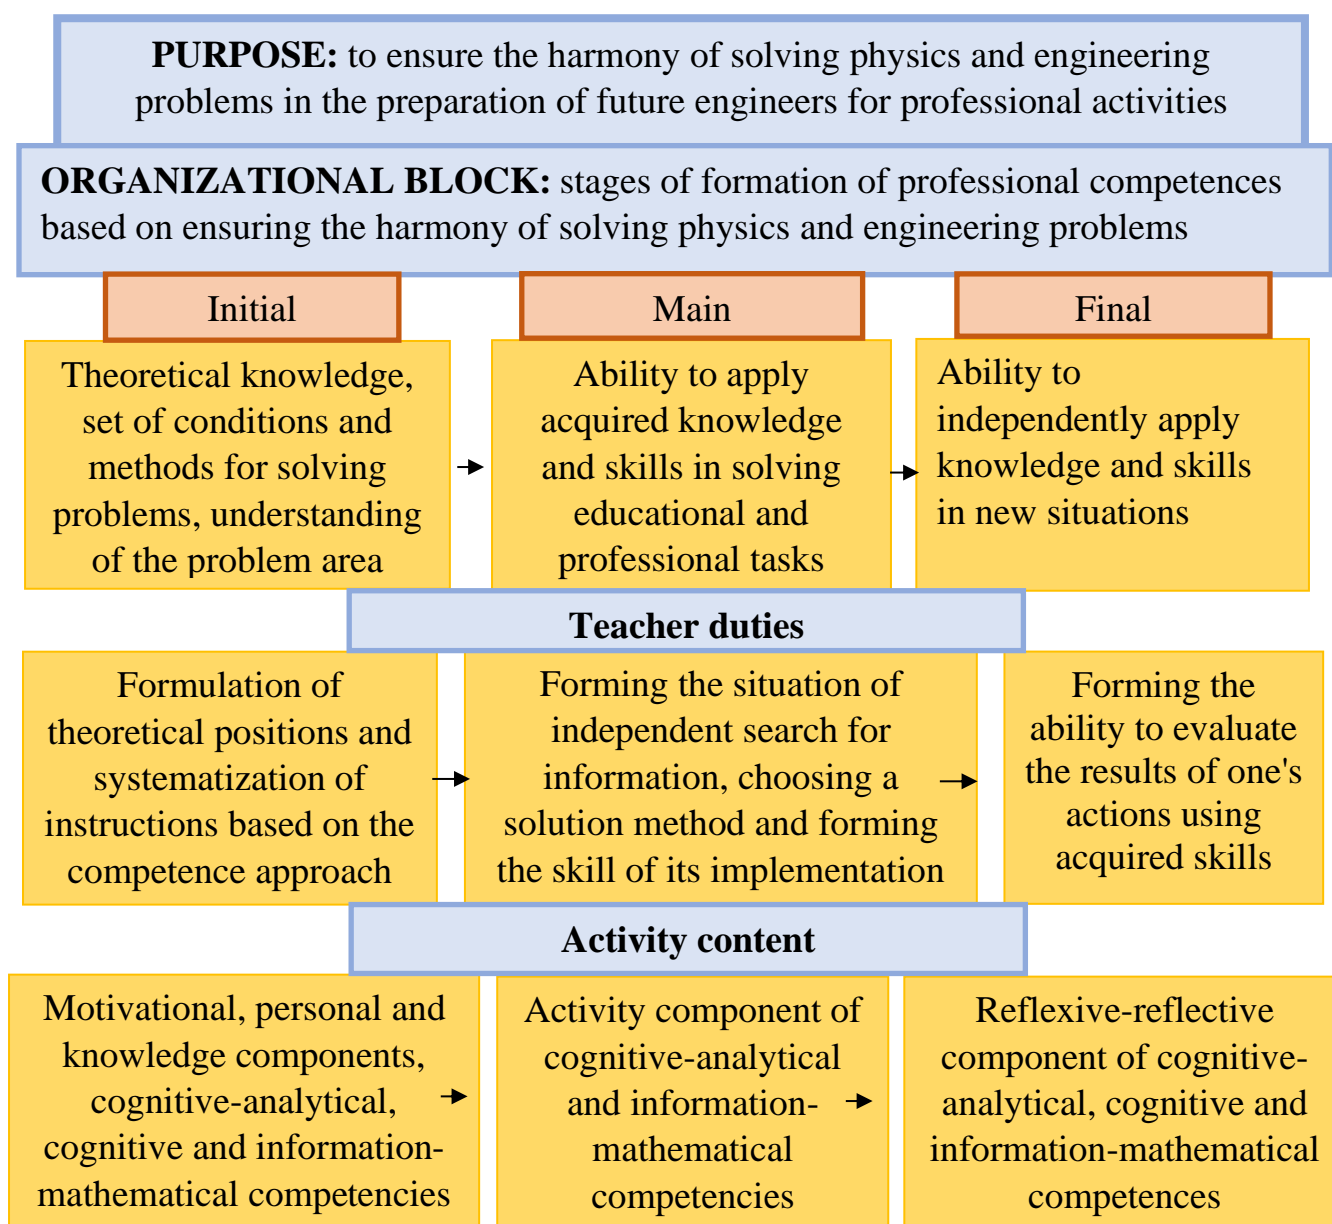 PURPOSE: to ensure the harmony of solving physics and engineering
problems in the preparation of future engineers for professional activities
ORGANIZATIONAL BLOCK: stages of formation of professional competences
based on ensuring the harmony of solving physics and engineering problems
Initial
Main
Final
Theoretical knowledge,
set of conditions and
methods for solving
problems, understanding
of the problem area
Ability to apply
acquired knowledge
and skills in solving
educational and
professional tasks
Ability to
independently apply
knowledge and skills
in new situations
Teacher duties
Formulation of
theoretical positions and
systematization of
instructions based on the
competence approach
Forming the situation of
independent search for
information, choosing a
solution method and forming
the skill of its implementation
Forming the
ability to evaluate
the results of one's
actions using
acquired skills
Activity content
Motivational, personal and
knowledge components,
cognitive-analytical,
cognitive and information-
mathematical competencies
Activity component of
cognitive-analytical
and information-
mathematical
competencies
Reflexive-reflective
component of cognitive-
analytical, cognitive and
information-mathematical
competences